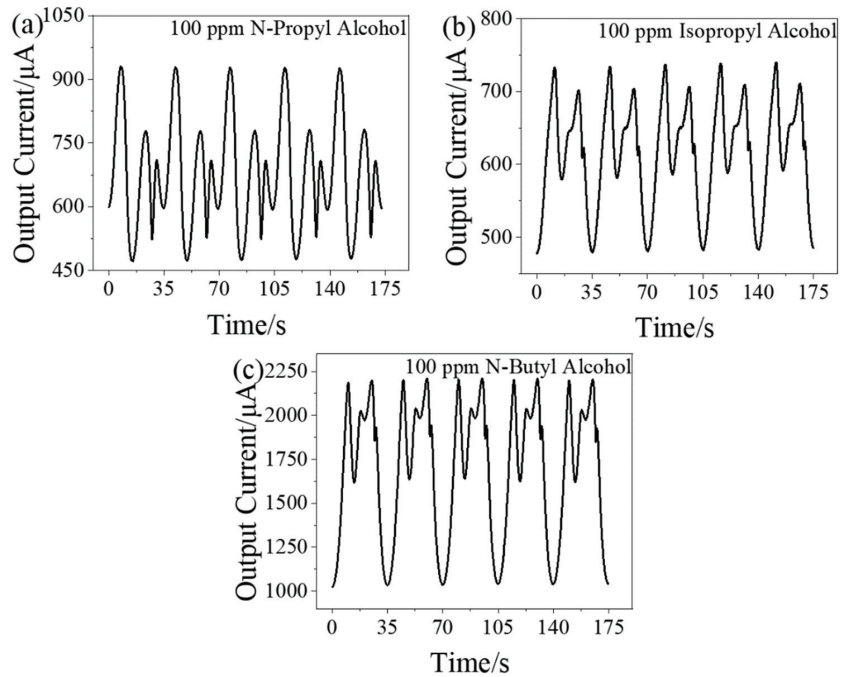 (a)
100 ppm N-Propyl Alcohol
Output Current/μA
1050
900
750
600
450
0 35 70 105 140 175
Time/s
(b)
100 ppm Isopropyl Alcohol
Output Current/μA
800
700
600
500
0 35 70 105 140 175
Time/s
(c)
100 ppm N-Butyl Alcohol
Output Current/μA
2250
2000
1750
1500
1250
1000
0 35 70 105 140 175
Time/s